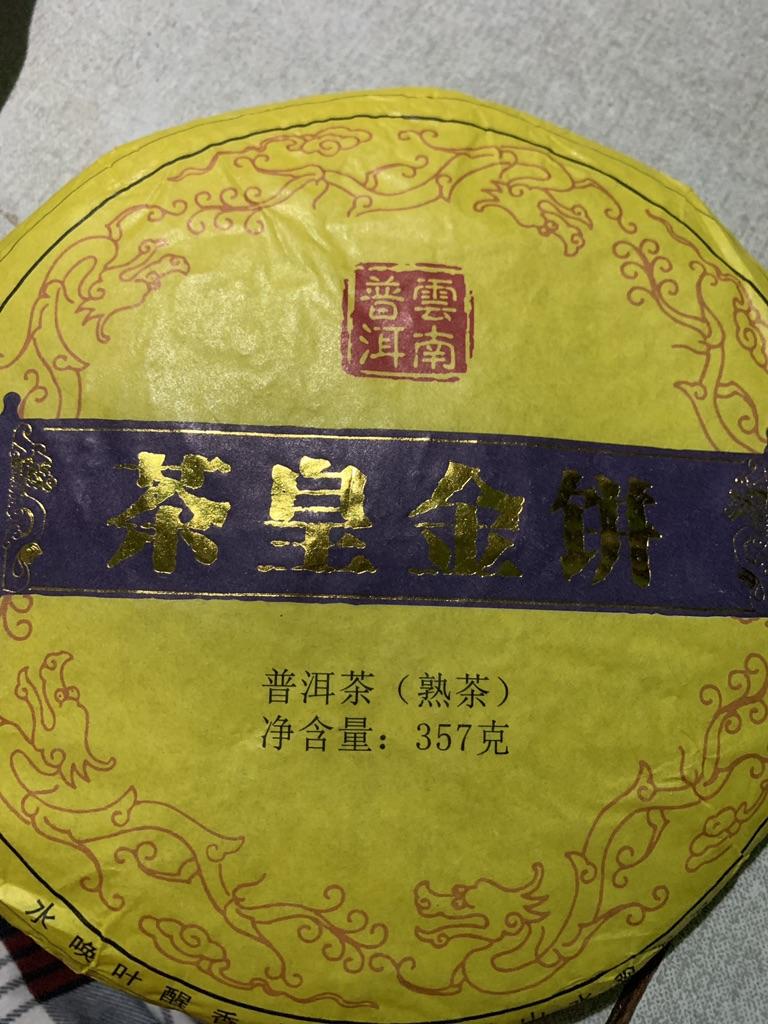 雲南
普洱
茶皇金饼
普洱茶（熟茶）
净含量：357克
水唤叶醒香